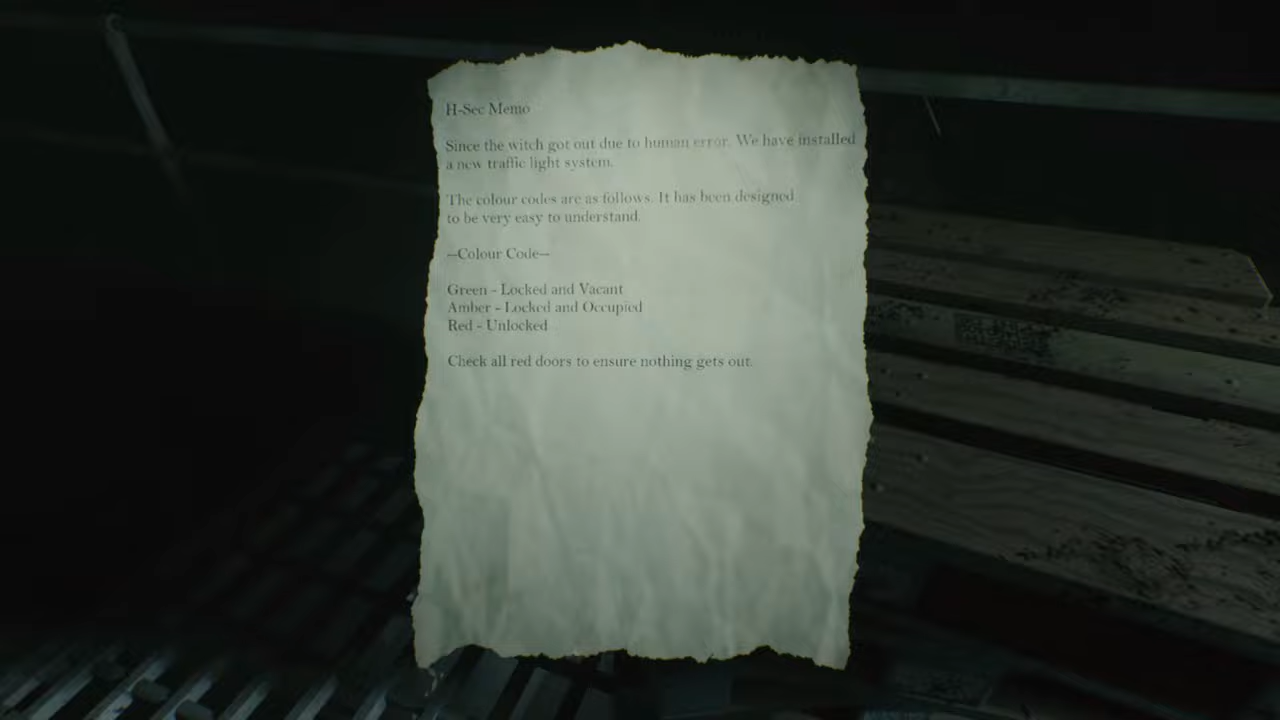 H-Sec Memo
Since the witch got out due to human error. We have installed
a new traffic light system.
The colour codes are as follows. It has been designed
to be very easy to understand.
—Colour Code—
Green - Locked and Vacant
Amber - Locked and Occupied
Red - Unlocked
Check all red doors to ensure nothing gets out.